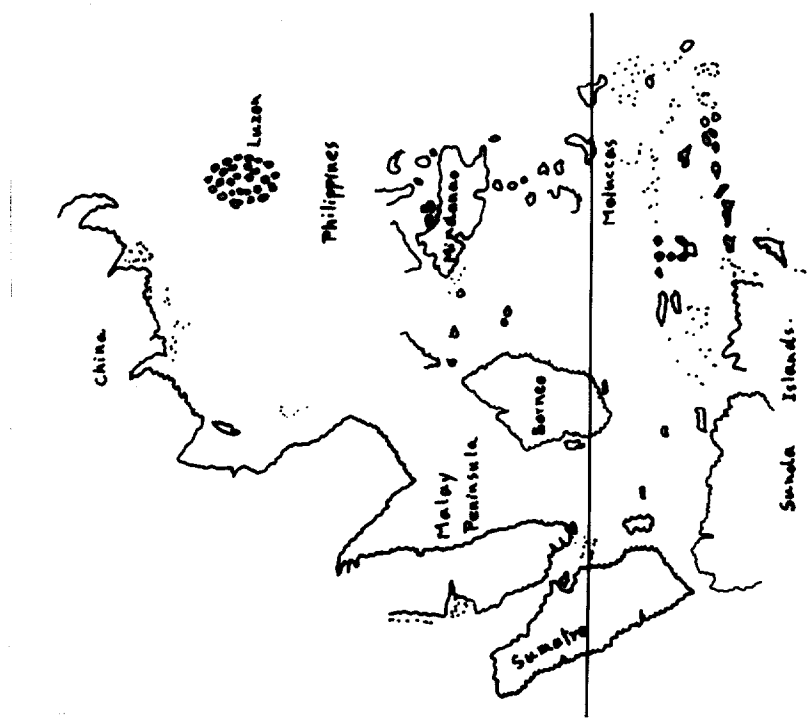 China
Luzon
Philippines
Mindanao
Moluccas
Borneo
Malay
Peninsula
Sumatra
Sunda Islands.